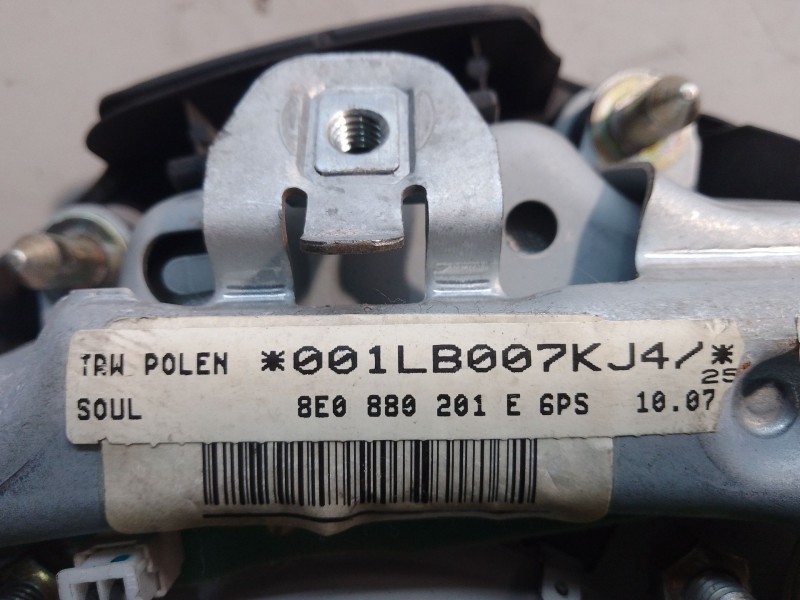 TRW POLEN *001LB007KJ4/*
25
SOUL 8E0 880 201 E 6PS 10.07